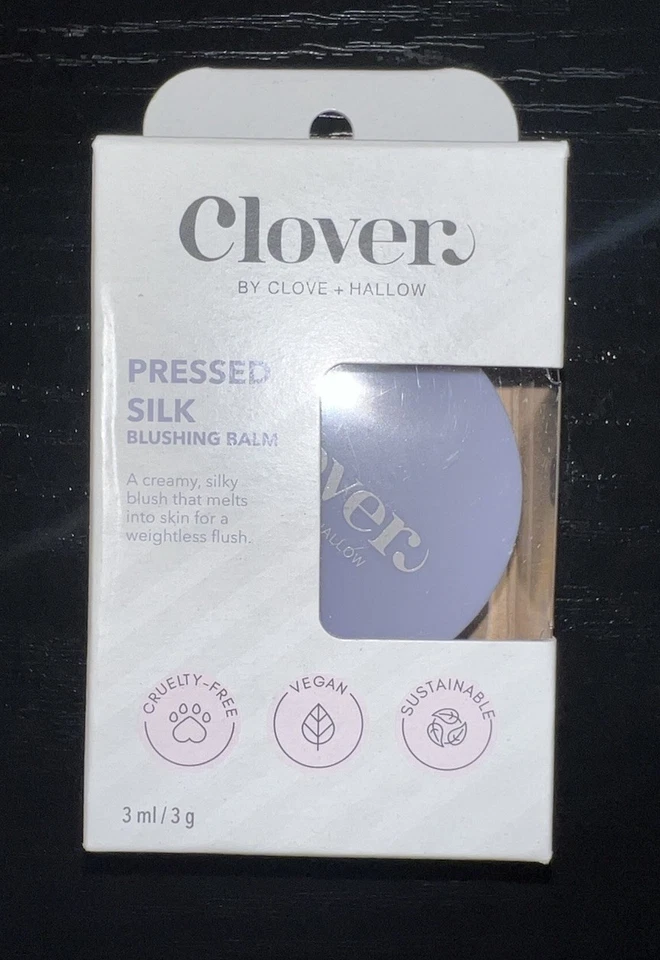 Clover
BY CLOVE + HALLOW
PRESSED
SILK
BLUSHING BALM
A creamy, silky
blush that melts
into skin for a
weightless flush.
over
HALLOW
CRUELTY-FREE
VEGAN
SUSTAINABLE
3 ml / 3 g